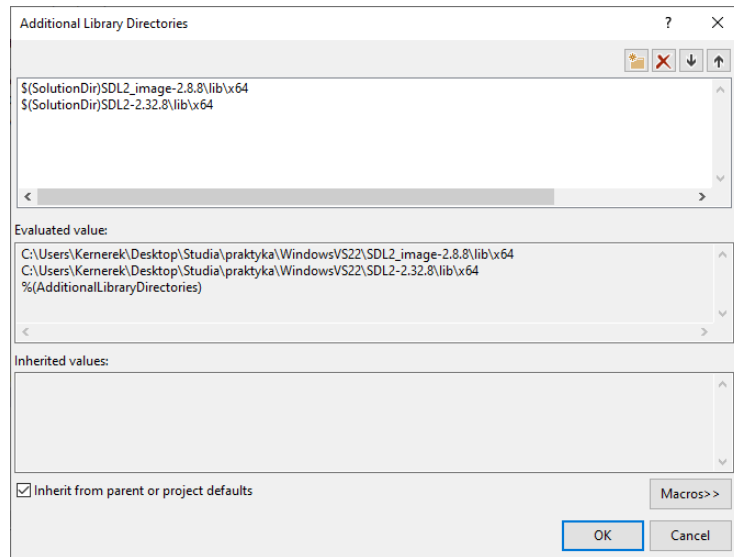 Additional Library Directories
$(SolutionDir)SDL2_image-2.8.8\lib\x64
$(SolutionDir)SDL2-2.32.8\lib\x64
Evaluated value:
C:\Users\Kernerek\Desktop\Studia\praktyka\WindowsVS22\SDL2_image-2.8.8\lib\x64
C:\Users\Kernerek\Desktop\Studia\praktyka\WindowsVS22\SDL2-2.32.8\lib\x64
%(AdditionalLibraryDirectories)
Inherited values:
Inherit from parent or project defaults
Macros>>
OK
Cancel